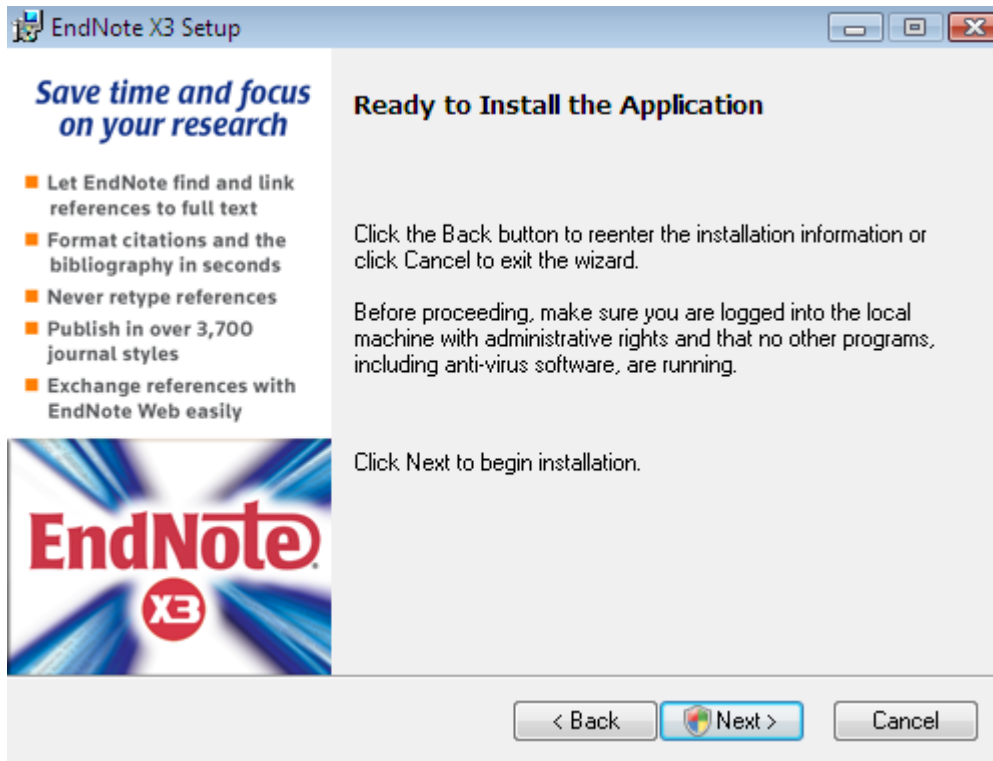 EndNote X3 Setup
Save time and focus
on your research
Let EndNote find and link
references to full text
Format citations and the
bibliography in seconds
Never retype references
Publish in over 3,700
journal styles
Exchange references with
EndNote Web easily
EndNote
X3
Ready to Install the Application
Click the Back button to reenter the installation information or
click Cancel to exit the wizard.
Before proceeding, make sure you are logged into the local
machine with administrative rights and that no other programs,
including anti-virus software, are running.
Click Next to begin installation.
< Back
Next >
Cancel